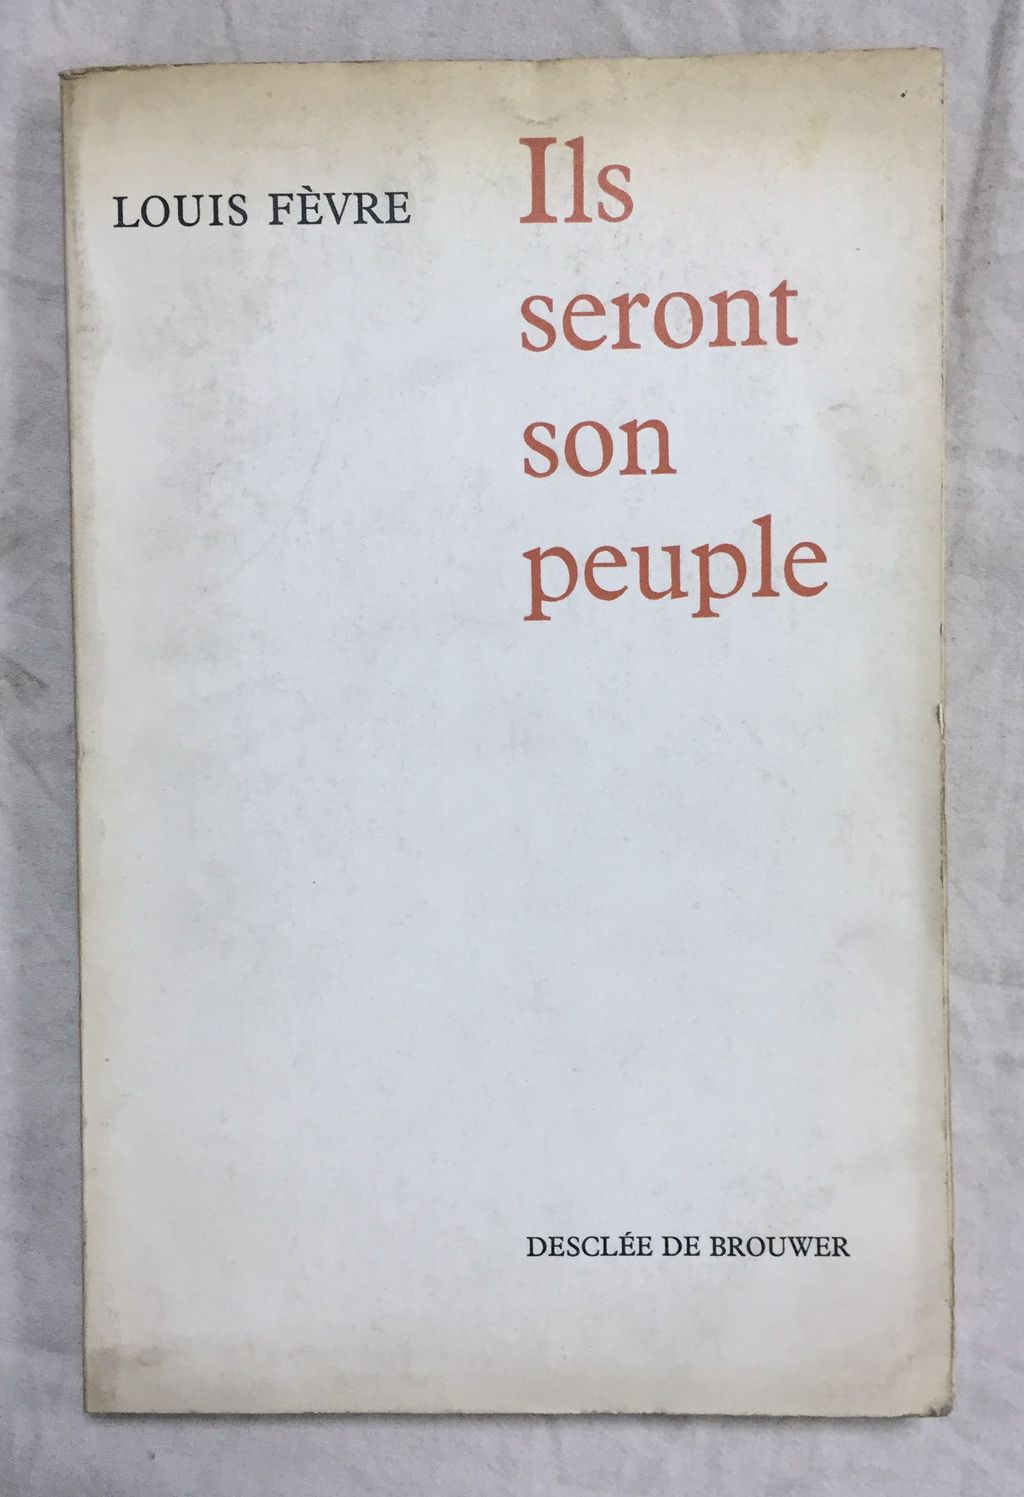 LOUIS FÈVRE
Ils
seront
son
peuple
DESCLÉE DE BROUWER